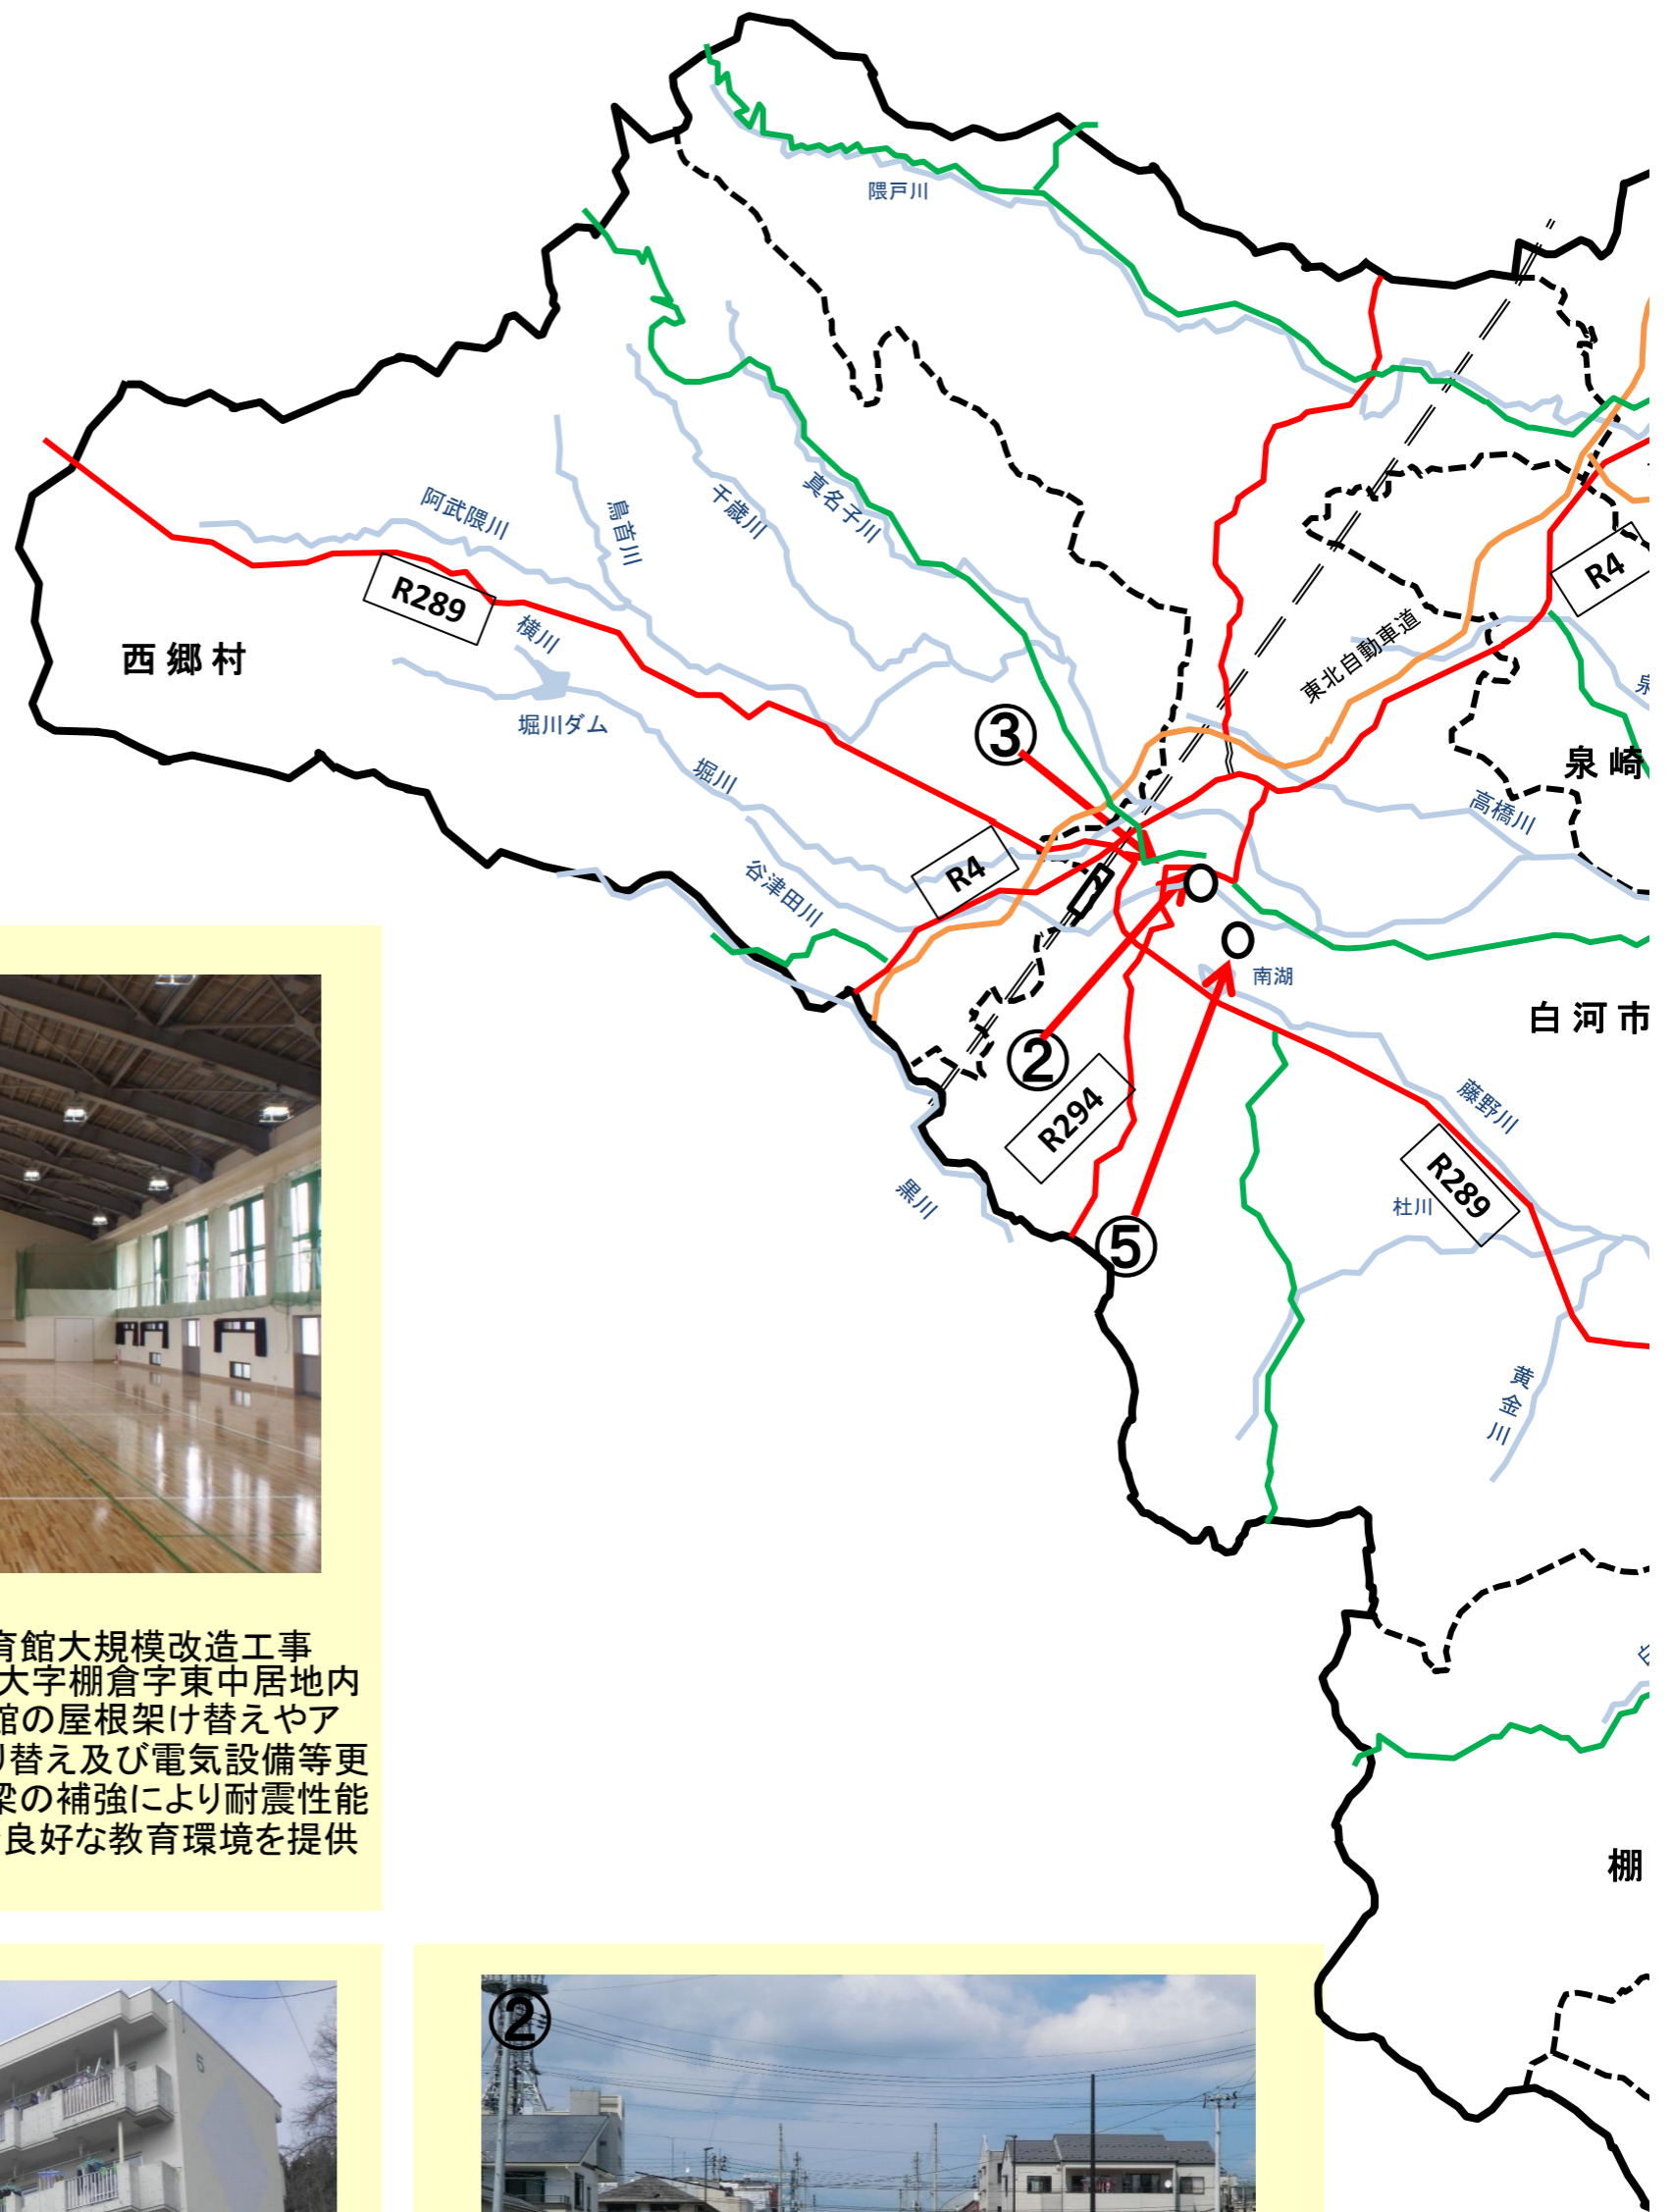 隈戸川
真名子川
千歳川
鳥首川
阿武隈川
R289
横川
西郷村
堀川ダム
堀川
谷津田川
R4
③
R4
東北自動車道
泉
泉崎
高橋川
南湖
白河市
②
R294
⑤
藤野川
R289
社川
黒川
黄金川
棚
育館大規模改造工事
大字棚倉字東中居地内
館の屋根架け替えやア
り替え及び電気設備等更
梁の補強により耐震性能
良好な教育環境を提供
5
②